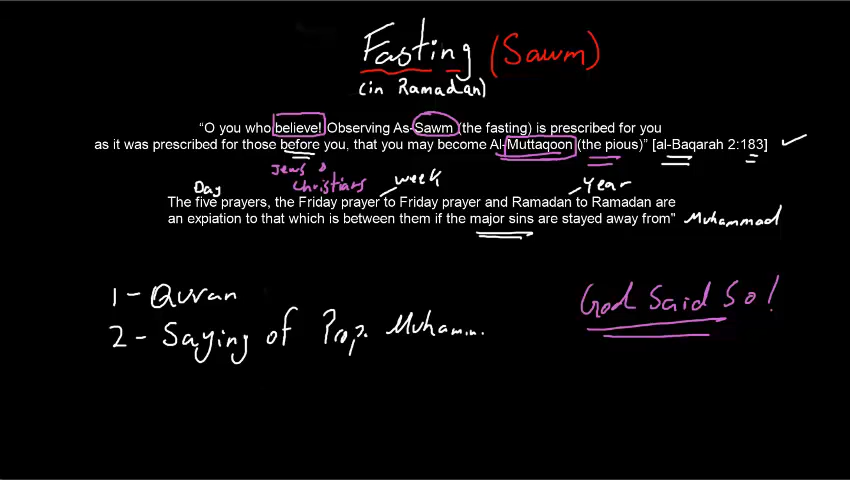 Fasting (Sawm)
(in Ramadan)
"O you who believe! Observing As-Sawm (the fasting) is prescribed for you
as it was prescribed for those before you, that you may become Al-Muttaqoon (the pious)" [al-Baqarah 2:183]
Jews &
Christians
Day
week
Year
The five prayers, the Friday prayer to Friday prayer and Ramadan to Ramadan are
an expiation to that which is between them if the major sins are stayed away from" Muhammad
1 - Quran
God Said So!
2 - Saying of Prop. Muhamm.